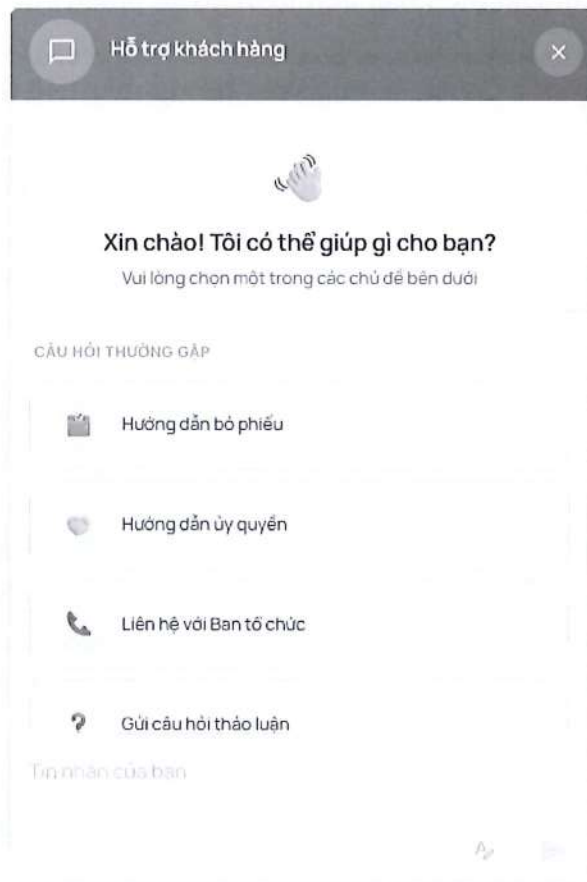 Hỗ trợ khách hàng
Xin chào! Tôi có thể giúp gì cho bạn?
Vui lòng chọn một trong các chủ đề bên dưới
CÂU HỎI THƯỜNG GẶP
Hướng dẫn bỏ phiếu
Hướng dẫn ủy quyền
Liên hệ với Ban tổ chức
Gửi câu hỏi thảo luận
Tin nhắn của bạn